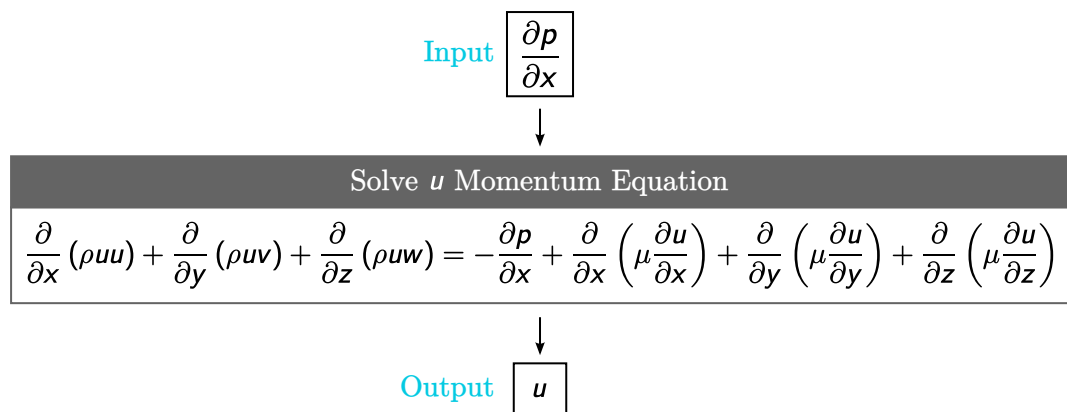 Input ∂p/∂x
Solve u Momentum Equation
∂/∂x (ρuu) + ∂/∂y (ρuv) + ∂/∂z (ρuw) = −∂p/∂x + ∂/∂x (μ ∂u/∂x) + ∂/∂y (μ ∂u/∂y) + ∂/∂z (μ ∂u/∂z)
Output u